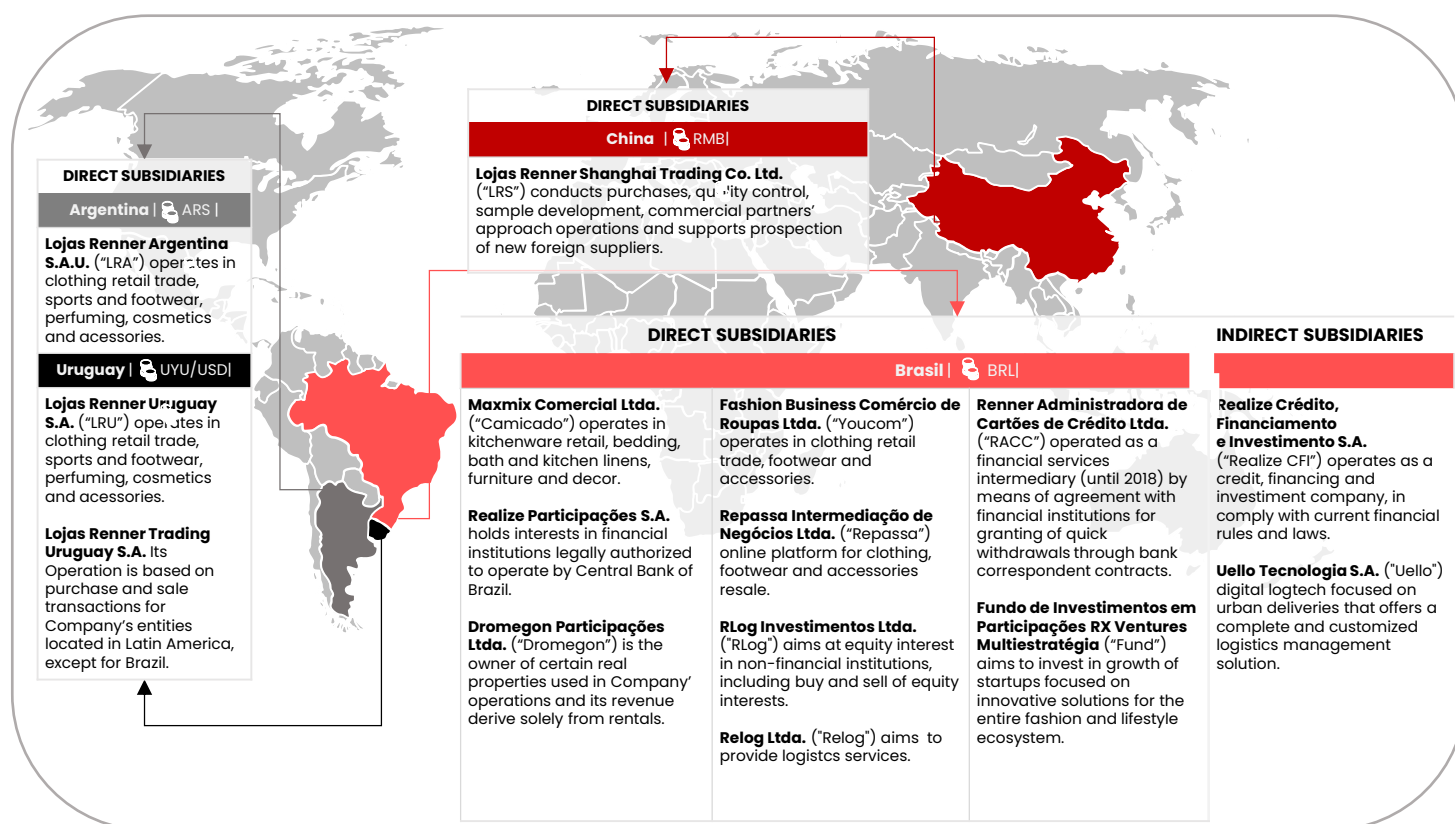 DIRECT SUBSIDIARIES
China | RMB|
Lojas Renner Shanghai Trading Co. Ltd.
(“LRS”) conducts purchases, quality control,
sample development, commercial partners’
approach operations and supports prospection
of new foreign suppliers.
DIRECT SUBSIDIARIES
Argentina | ARS |
Lojas Renner Argentina
S.A.U. (“LRA”) operates in
clothing retail trade,
sports and footwear,
perfuming, cosmetics
and acessories.
Uruguay | UYU/USD|
Lojas Renner Uruguay
S.A. (“LRU”) operates in
clothing retail trade,
sports and footwear,
perfuming, cosmetics
and acessories.
Lojas Renner Trading
Uruguay S.A. Its
Operation is based on
purchase and sale
transactions for
Company’s entities
located in Latin America,
except for Brazil.
DIRECT SUBSIDIARIES
Brasil | BRL|
Maxmix Comercial Ltda.
(“Camicado”) operates in
kitchenware retail, bedding,
bath and kitchen linens,
furniture and decor.
Realize Participações S.A.
holds interests in financial
institutions legally authorized
to operate by Central Bank of
Brazil.
Dromegon Participações
Ltda. (“Dromegon”) is the
owner of certain real
properties used in Company’
operations and its revenue
derive solely from rentals.
Fashion Business Comércio de
Roupas Ltda. (“Youcom”)
operates in clothing retail
trade, footwear and
accessories.
Repassa Intermediação de
Negócios Ltda. (“Repassa”)
online platform for clothing,
footwear and accessories
resale.
RLog Investimentos Ltda.
("RLog") aims at equity interest
in non-financial institutions,
including buy and sell of equity
interests.
Relog Ltda. ("Relog") aims to
provide logistcs services.
Renner Administradora de
Cartões de Crédito Ltda.
(“RACC”) operated as a
financial services
intermediary (until 2018) by
means of agreement with
financial institutions for
granting of quick
withdrawals through bank
correspondent contracts.
Fundo de Investimentos em
Participações RX Ventures
Multiestratégia (“Fund”)
aims to invest in growth of
startups focused on
innovative solutions for the
entire fashion and lifestyle
ecosystem.
INDIRECT SUBSIDIARIES
Realize Crédito,
Financiamento
e Investimento S.A.
(“Realize CFI”) operates as a
credit, financing and
investiment company, in
comply with current financial
rules and laws.
Uello Tecnologia S.A. ("Uello")
digital logtech focused on
urban deliveries that offers a
complete and customized
logistics management
solution.